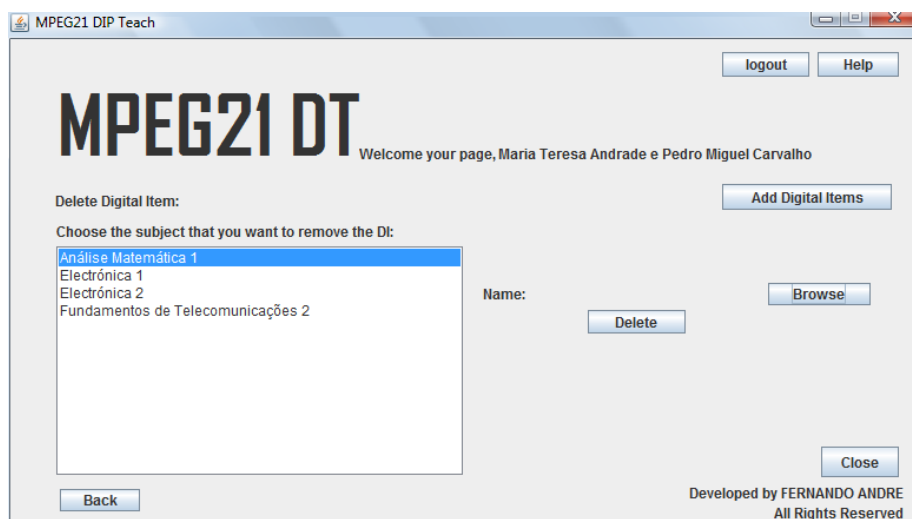 MPEG21 DIP Teach
logout Help
MPEG21 DT
Welcome your page, Maria Teresa Andrade e Pedro Miguel Carvalho
Delete Digital Item:
Add Digital Items
Choose the subject that you want to remove the DI:
Análise Matemática 1
Electrónica 1
Electrónica 2
Fundamentos de Telecomunicações 2
Name:
Browse
Delete
Close
Back
Developed by FERNANDO ANDRE
All Rights Reserved